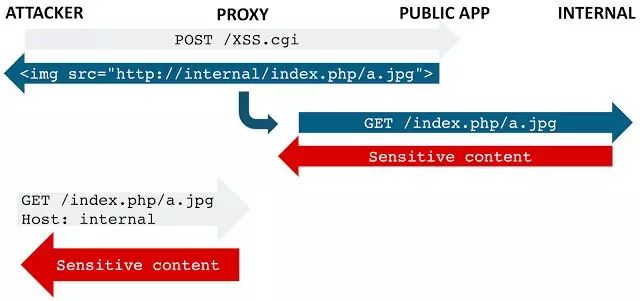 ATTACKER PROXY PUBLIC APP INTERNAL
POST /XSS.cgi
<img src="http://internal/index.php/a.jpg">
GET /index.php/a.jpg
Sensitive content
GET /index.php/a.jpg
Host: internal
Sensitive content